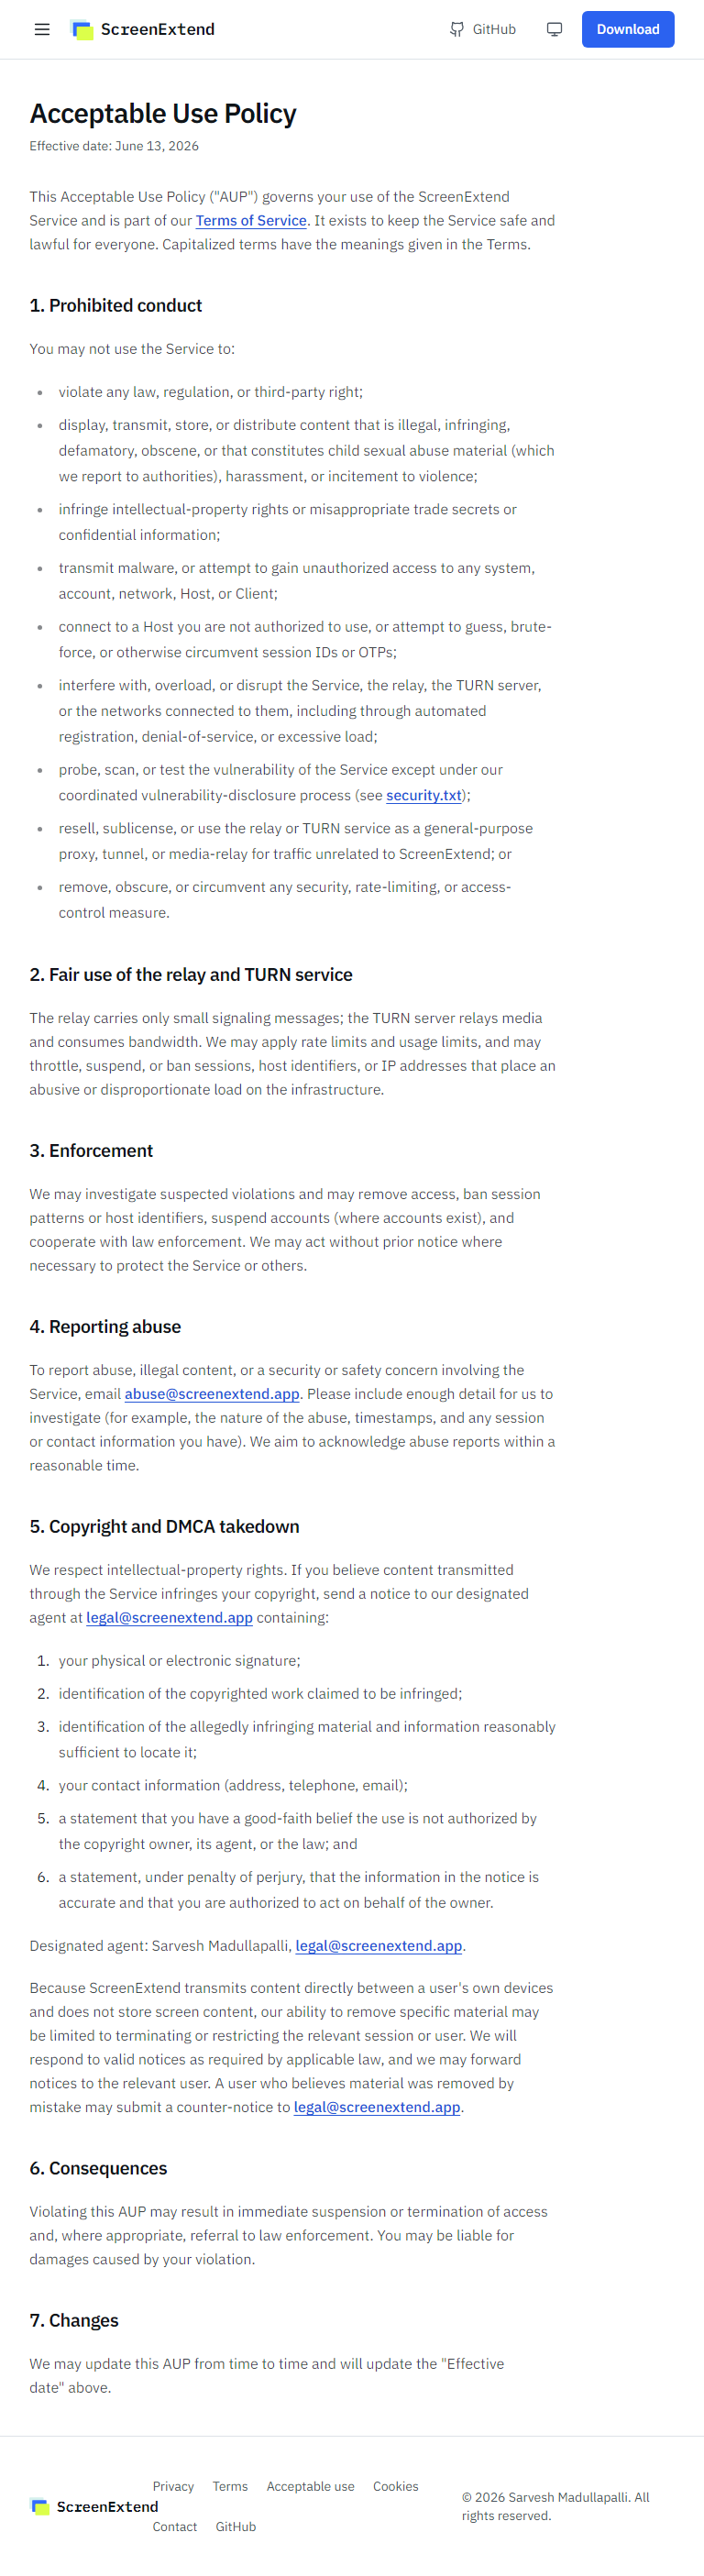 ScreenExtend
GitHub
Download
Acceptable Use Policy
Effective date: June 13, 2026
This Acceptable Use Policy ("AUP") governs your use of the ScreenExtend
Service and is part of our Terms of Service. It exists to keep the Service safe and
lawful for everyone. Capitalized terms have the meanings given in the Terms.
1. Prohibited conduct
You may not use the Service to:
• violate any law, regulation, or third-party right;
• display, transmit, store, or distribute content that is illegal, infringing,
defamatory, obscene, or that constitutes child sexual abuse material (which
we report to authorities), harassment, or incitement to violence;
• infringe intellectual-property rights or misappropriate trade secrets or
confidential information;
• transmit malware, or attempt to gain unauthorized access to any system,
account, network, Host, or Client;
• connect to a Host you are not authorized to use, or attempt to guess, brute-
force, or otherwise circumvent session IDs or OTPs;
• interfere with, overload, or disrupt the Service, the relay, the TURN server,
or the networks connected to them, including through automated
registration, denial-of-service, or excessive load;
• probe, scan, or test the vulnerability of the Service except under our
coordinated vulnerability-disclosure process (see security.txt);
• resell, sublicense, or use the relay or TURN service as a general-purpose
proxy, tunnel, or media-relay for traffic unrelated to ScreenExtend; or
• remove, obscure, or circumvent any security, rate-limiting, or access-
control measure.
2. Fair use of the relay and TURN service
The relay carries only small signaling messages; the TURN server relays media
and consumes bandwidth. We may apply rate limits and usage limits, and may
throttle, suspend, or ban sessions, host identifiers, or IP addresses that place an
abusive or disproportionate load on the infrastructure.
3. Enforcement
We may investigate suspected violations and may remove access, ban session
patterns or host identifiers, suspend accounts (where accounts exist), and
cooperate with law enforcement. We may act without prior notice where
necessary to protect the Service or others.
4. Reporting abuse
To report abuse, illegal content, or a security or safety concern involving the
Service, email abuse@screenextend.app. Please include enough detail for us to
investigate (for example, the nature of the abuse, timestamps, and any session
or contact information you have). We aim to acknowledge abuse reports within a
reasonable time.
5. Copyright and DMCA takedown
We respect intellectual-property rights. If you believe content transmitted
through the Service infringes your copyright, send a notice to our designated
agent at legal@screenextend.app containing:
1. your physical or electronic signature;
2. identification of the copyrighted work claimed to be infringed;
3. identification of the allegedly infringing material and information reasonably
sufficient to locate it;
4. your contact information (address, telephone, email);
5. a statement that you have a good-faith belief the use is not authorized by
the copyright owner, its agent, or the law; and
6. a statement, under penalty of perjury, that the information in the notice is
accurate and that you are authorized to act on behalf of the owner.
Designated agent: Sarvesh Madullapalli, legal@screenextend.app.
Because ScreenExtend transmits content directly between a user's own devices
and does not store screen content, our ability to remove specific material may
be limited to terminating or restricting the relevant session or user. We will
respond to valid notices as required by applicable law, and we may forward
notices to the relevant user. A user who believes material was removed by
mistake may submit a counter-notice to legal@screenextend.app.
6. Consequences
Violating this AUP may result in immediate suspension or termination of access
and, where appropriate, referral to law enforcement. You may be liable for
damages caused by your violation.
7. Changes
We may update this AUP from time to time and will update the "Effective
date" above.
ScreenExtend
Privacy Terms Acceptable use Cookies
Contact GitHub
© 2026 Sarvesh Madullapalli. All
rights reserved.